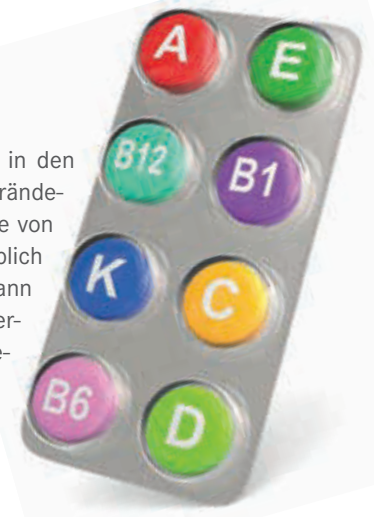 A E
in den
B12 B1
rände-
e von
blich
K C
ann
er-
e-
B6 D